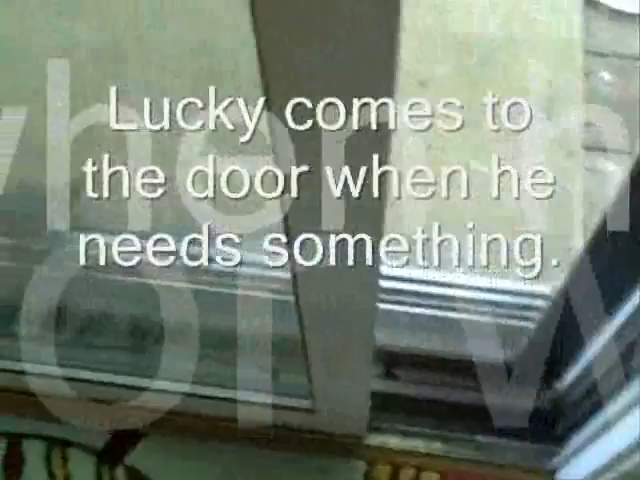 Lucky comes to
the door when he
needs something.